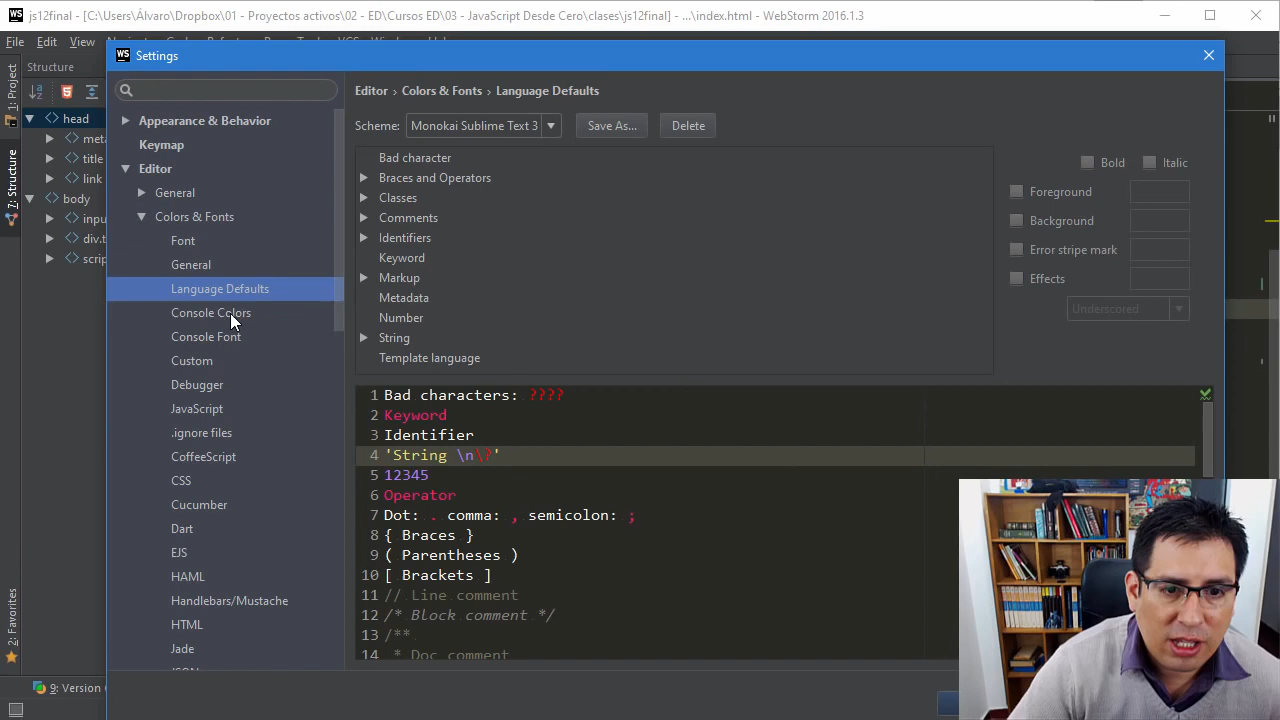 js12final - [C:\Users\Álvaro\Dropbox\01 - Proyectos activos\02 - ED\Cursos ED\03 - JavaScript Desde Cero\clases\js12final] - ...\index.html - WebStorm 2016.1.3
File Edit View
WS Settings
1: Project
Structure
head
meta
title
link
body
inpu
div.t
scrip
7: Structure
2: Favorites
9: Version
Appearance & Behavior
Keymap
Editor
General
Colors & Fonts
Font
General
Language Defaults
Console Colors
Console Font
Custom
Debugger
JavaScript
.ignore files
CoffeeScript
CSS
Cucumber
Dart
EJS
HAML
Handlebars/Mustache
HTML
Jade
Editor › Colors & Fonts › Language Defaults
Scheme: Monokai Sublime Text 3 Save As... Delete
Bad character
Braces and Operators
Classes
Comments
Identifiers
Keyword
Markup
Metadata
Number
String
Template language
Bold Italic
Foreground
Background
Error stripe mark
Effects
Underscored
1 Bad characters: ????
2 Keyword
3 Identifier
4 'String \n\?'
5 12345
6 Operator
7 Dot: . comma: , semicolon: ;
8 { Braces }
9 ( Parentheses )
10 [ Brackets ]
11 // Line comment
12 /* Block comment */
13 /**
14 * Doc comment